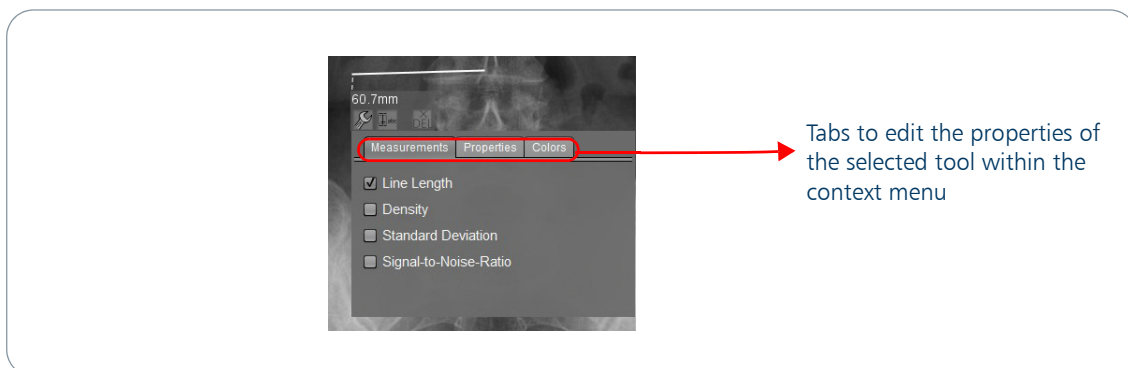 60.7mm
DEL
Measurements Properties Colors
Line Length
Density
Standard Deviation
Signal-to-Noise-Ratio
Tabs to edit the properties of
the selected tool within the
context menu